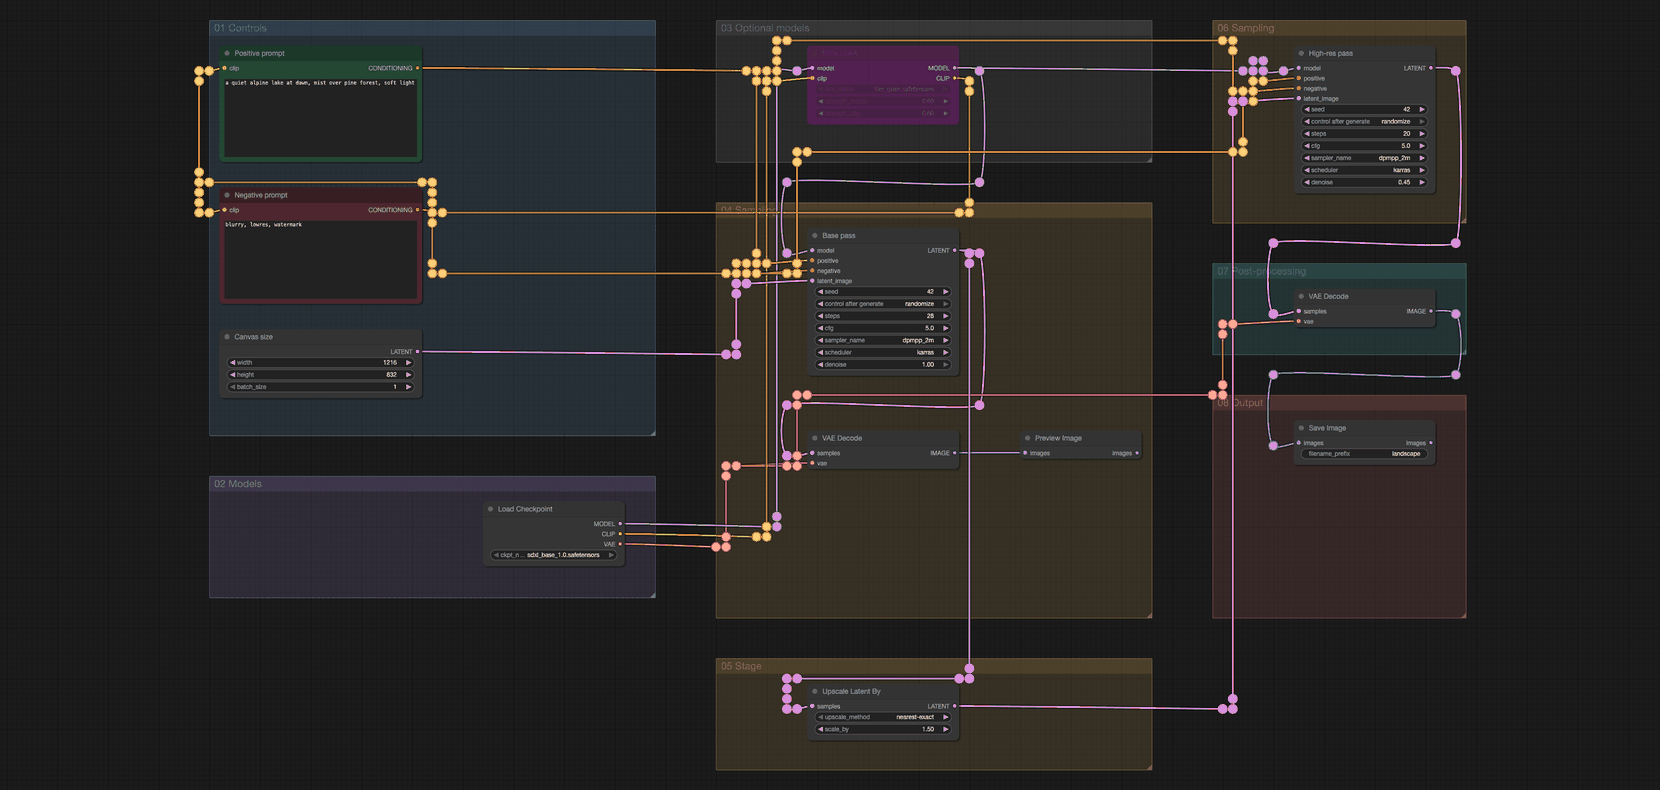 01 Controls
Positive prompt
clip
CONDITIONING
a quiet alpine lake at dawn, mist over pine forest, soft light
Negative prompt
clip
CONDITIONING
blurry, lowres, watermark
Canvas size
LATENT
width 1216
height 832
batch_size 1
02 Models
Load Checkpoint
MODEL
CLIP
VAE
ckpt_n... sdxl_base_1.0.safetensors
03 Optional models
model MODEL
clip CLIP
04 Sampling
Base pass
model LATENT
positive
negative
latent_image
seed 42
control after generate randomize
steps 28
cfg 5.0
sampler_name dpmpp_2m
scheduler karras
denoise 1.00
VAE Decode
samples IMAGE
vae
Preview Image
images images
05 Stage
Upscale Latent By
samples LATENT
upscale_method nearest-exact
scale_by 1.50
06 Sampling
High-res pass
model LATENT
positive
negative
latent_image
seed 42
control after generate randomize
steps 20
cfg 5.0
sampler_name dpmpp_2m
scheduler karras
denoise 0.45
07 Post-processing
VAE Decode
samples IMAGE
vae
08 Output
Save Image
images images
filename_prefix landscape